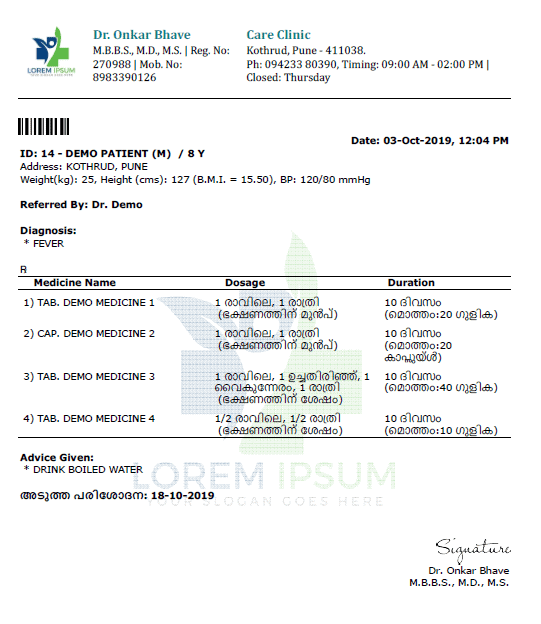 Dr. Onkar Bhave
M.B.B.S., M.D., M.S. | Reg. No:
270988 | Mob. No:
8983390126
Care Clinic
Kothrud, Pune - 411038.
Ph: 094233 80390, Timing: 09:00 AM - 02:00 PM |
Closed: Thursday
LOREM IPSUM
Date: 03-Oct-2019, 12:04 PM
ID: 14 - DEMO PATIENT (M) / 8 Y
Address: KOTHRUD, PUNE
Weight(kg): 25, Height (cms): 127 (B.M.I. = 15.50), BP: 120/80 mmHg
Referred By: Dr. Demo
Diagnosis:
* FEVER
℞
Medicine Name Dosage Duration
1) TAB. DEMO MEDICINE 1 1 രാവിലെ, 1 രാത്രി 10 ദിവസം
(ഭക്ഷണത്തിന് മുൻപ്) (മൊത്തം:20 ഗുളിക)
2) CAP. DEMO MEDICINE 2 1 രാവിലെ, 1 രാത്രി 10 ദിവസം
(ഭക്ഷണത്തിന് മുൻപ്) (മൊത്തം:20
കാപ്സൂയ്ൾ)
3) TAB. DEMO MEDICINE 3 1 രാവിലെ, 1 ഉച്ചതിരിഞ്ഞ്, 1 10 ദിവസം
വൈകുന്നേരം, 1 രാത്രി (മൊത്തം:40 ഗുളിക)
(ഭക്ഷണത്തിന് ശേഷം)
4) TAB. DEMO MEDICINE 4 1/2 രാവിലെ, 1/2 രാത്രി 10 ദിവസം
(ഭക്ഷണത്തിന് ശേഷം) (മൊത്തം:10 ഗുളിക)
Advice Given:
* DRINK BOILED WATER
LOREM IPSUM
YOUR SLOGAN GOES HERE
അടുത്ത പരിശോദന: 18-10-2019
Signature
Dr. Onkar Bhave
M.B.B.S., M.D., M.S.